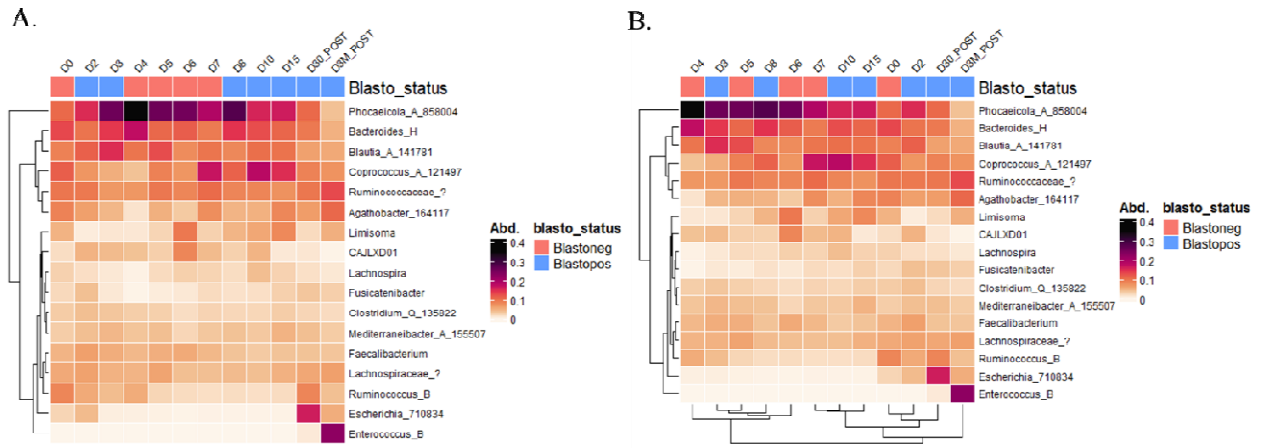 A.
D0 D2 D3 D4 D5 D6 D7 D8 D10 D15 D30_POST D3M_POST
Blasto_status
Phocaeicola_A_858004
Bacteroides_H
Blautia_A_141781
Coprococcus_A_121497
Ruminococcaceae_?
Agathobacter_164117
Limisoma
CAJLXD01
Lachnospira
Fusicatenibacter
Clostridium_Q_135822
Mediterraneibacter_A_155507
Faecalibacterium
Lachnospiraceae_?
Ruminococcus_B
Escherichia_710834
Enterococcus_B
Abd. blasto_status
0.4 Blastoneg
0.3 Blastopos
0.2
0.1
0
B.
D4 D3 D5 D8 D6 D7 D10 D15 D0 D2 D30_POST D3M_POST
Blasto_status
Phocaeicola_A_858004
Bacteroides_H
Blautia_A_141781
Coprococcus_A_121497
Ruminococcaceae_?
Agathobacter_164117
Limisoma
CAJLXD01
Lachnospira
Fusicatenibacter
Clostridium_Q_135822
Mediterraneibacter_A_155507
Faecalibacterium
Lachnospiraceae_?
Ruminococcus_B
Escherichia_710834
Enterococcus_B
Abd. blasto_status
0.4 Blastoneg
0.3 Blastopos
0.2
0.1
0